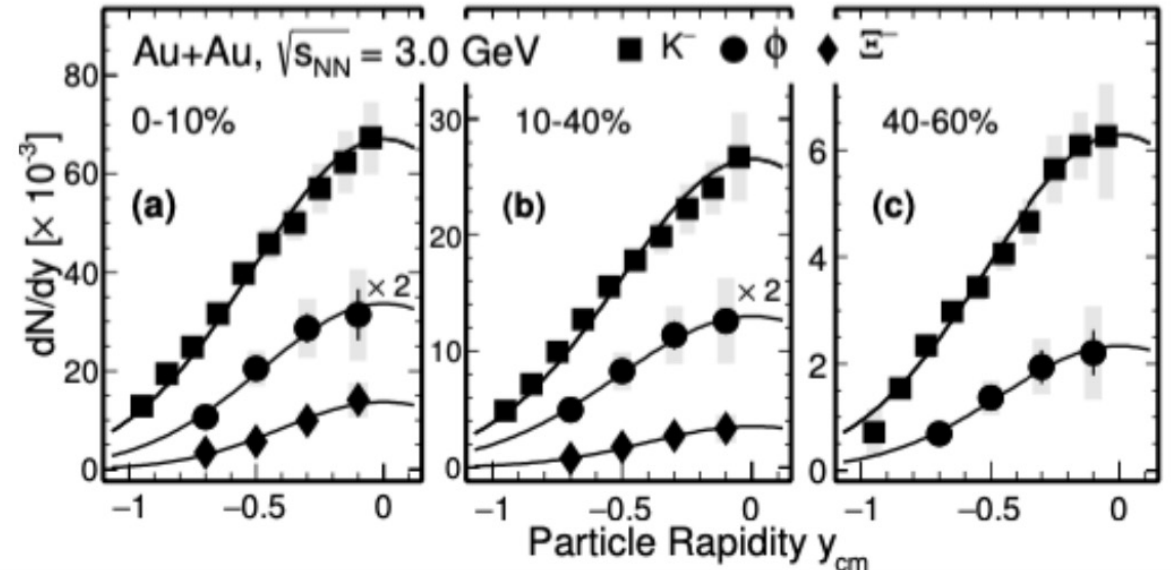 Au+Au, √sNN = 3.0 GeV
K⁻ ϕ Ξ⁻
0-10%
10-40%
40-60%
(a)
(b)
(c)
× 2
× 2
dN/dy [× 10⁻³]
80
60
40
20
0
30
20
10
0
6
4
2
0
−1 −0.5 0
−1 −0.5 0
−1 −0.5 0
Particle Rapidity ycm